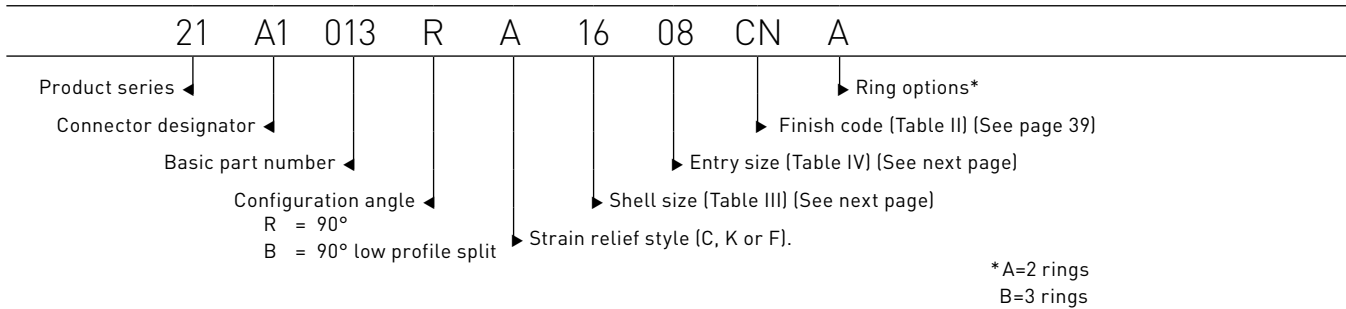 21 A1 013 R A 16 08 CN A
Product series
Ring options*
Connector designator
Finish code (Table II) (See page 39)
Basic part number
Entry size (Table IV) (See next page)
Configuration angle
Shell size (Table III) (See next page)
R = 90°
B = 90° low profile split
Strain relief style (C, K or F).
*A=2 rings
B=3 rings